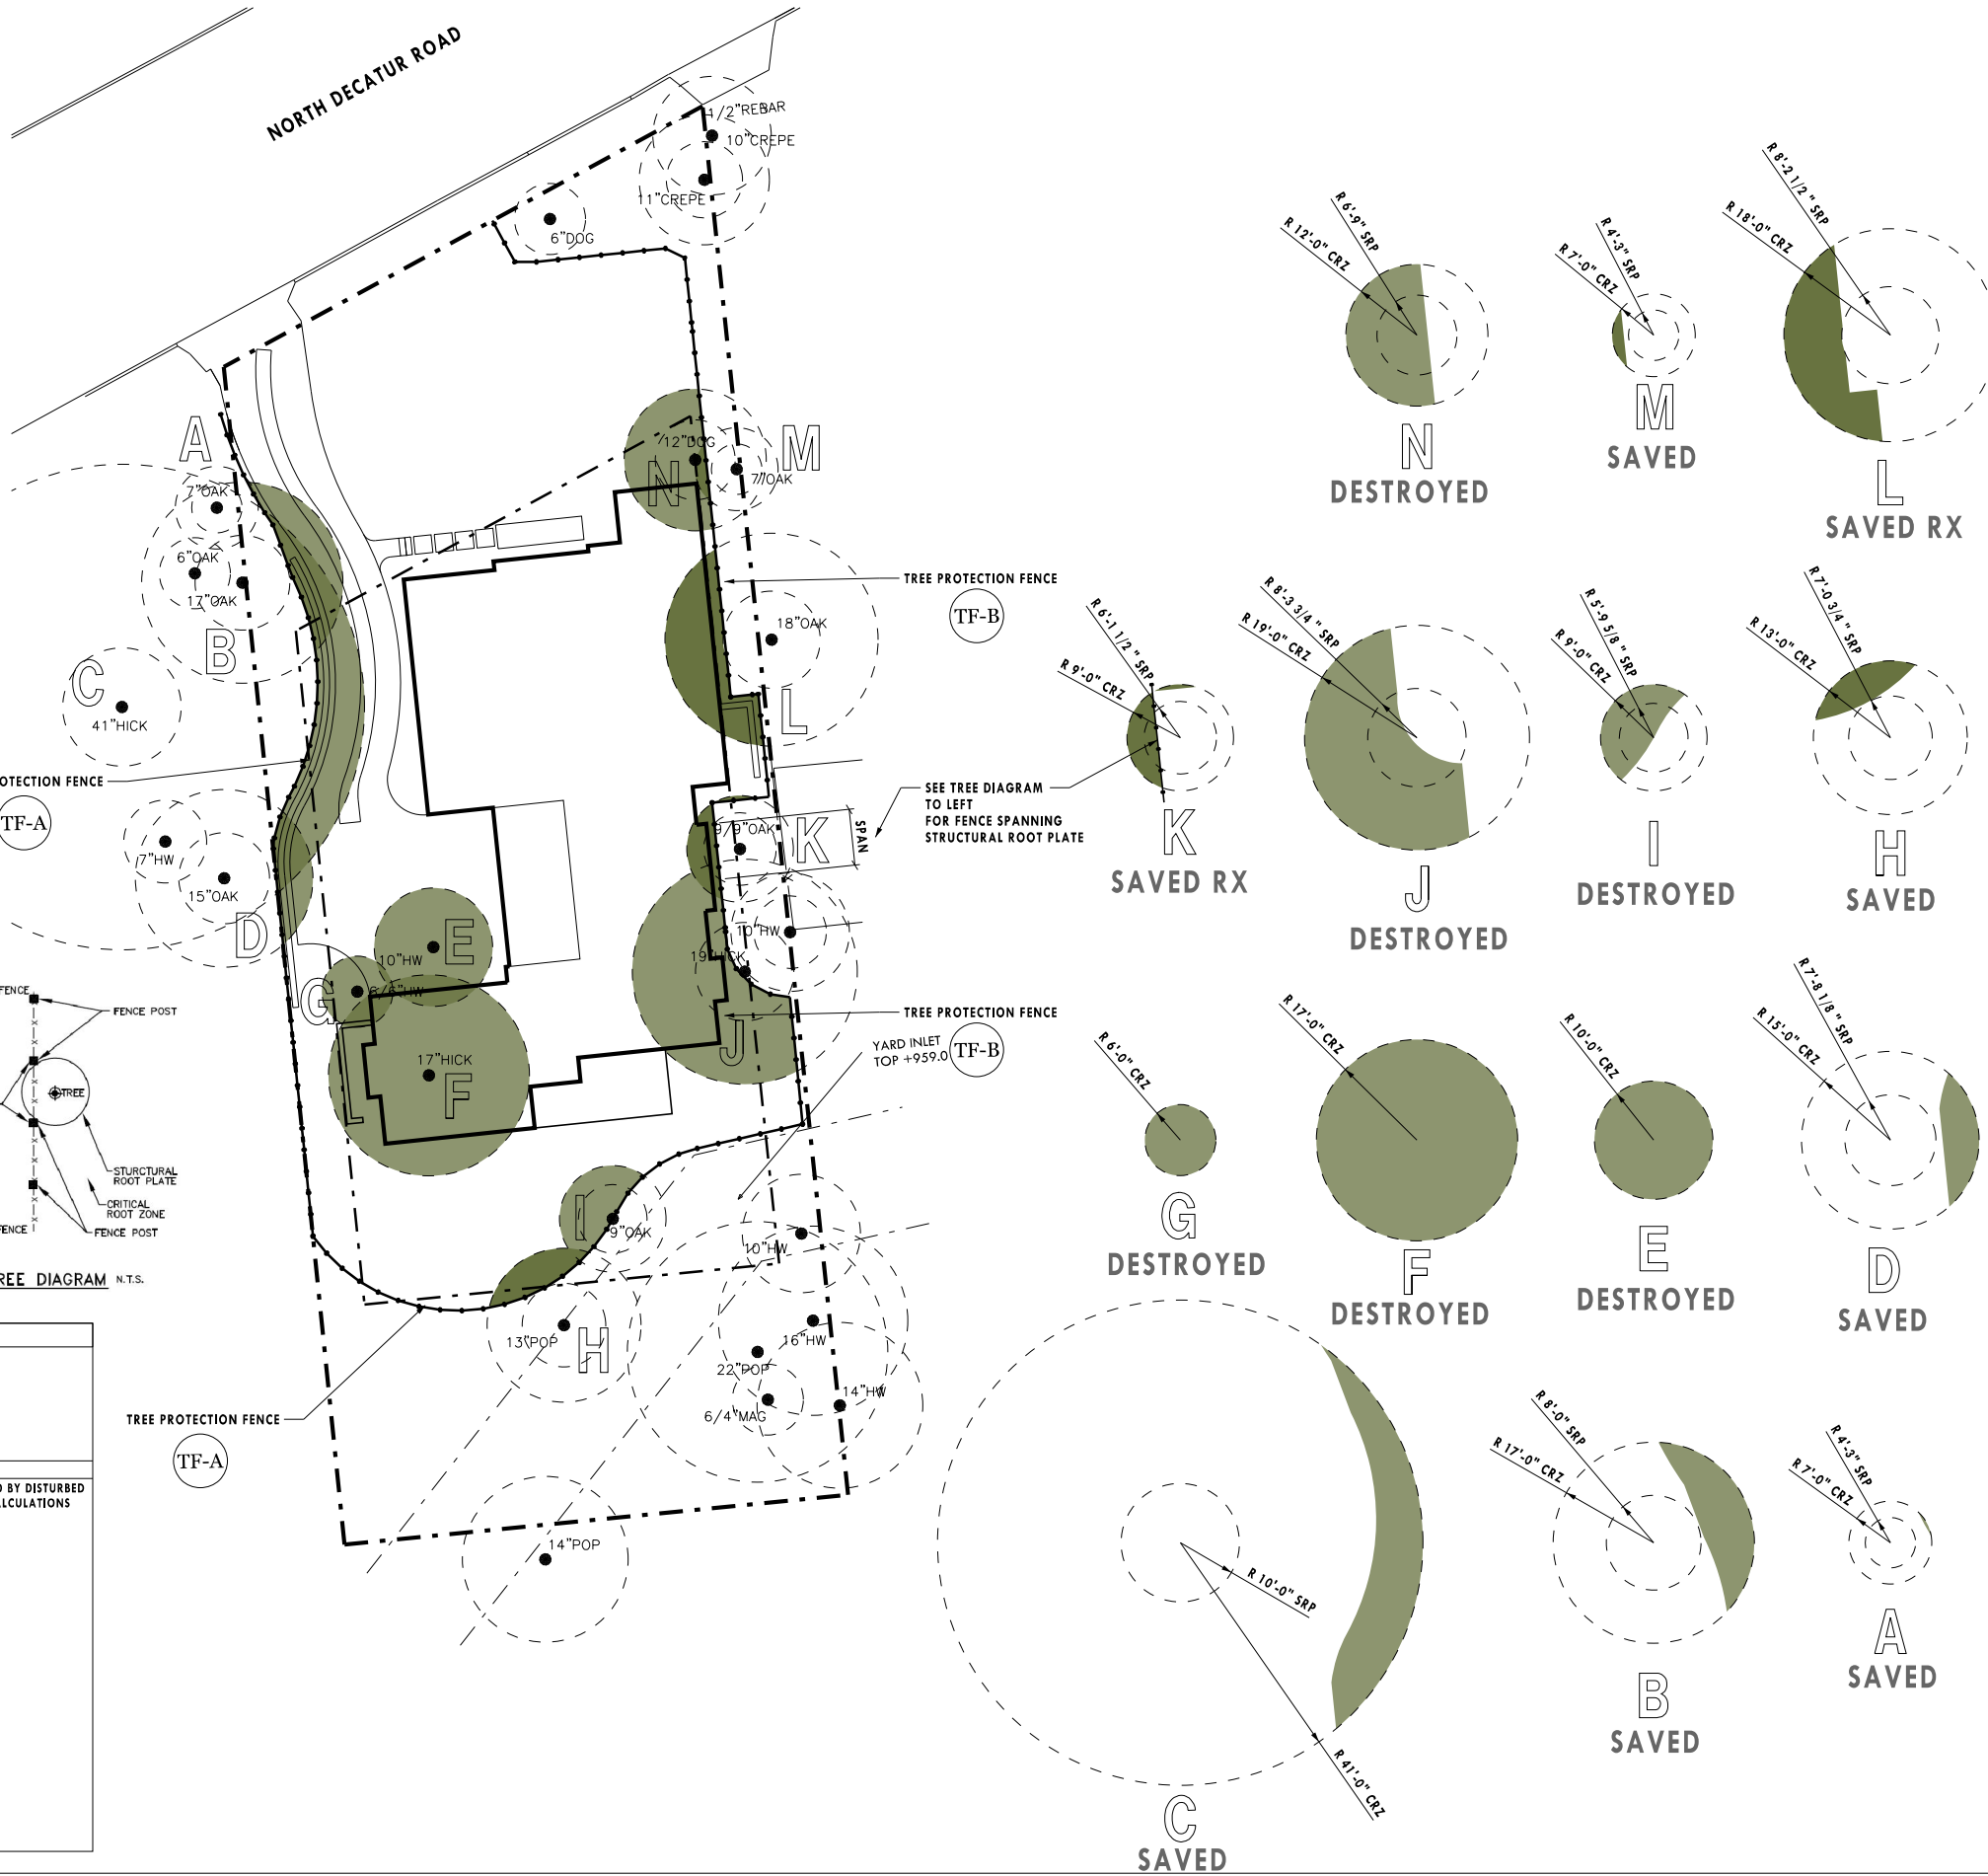 NORTH DECATUR ROAD
1/2"REBAR
10"CREPE
11"CREPE
6"DOG
A
7"OAK
6"OAK
17"OAK
B
C
41"HICK
12"DOG
N
M
7"OAK
18"OAK
L
TREE PROTECTION FENCE
TF-B
OTECTION FENCE
TF-A
7"HW
15"OAK
D
9/9"OAK
K
SPAN
SEE TREE DIAGRAM
TO LEFT
FOR FENCE SPANNING
STRUCTURAL ROOT PLATE
E
10"HW
G
6/6"HW
17"HICK
F
10"HW
19"HICK
J
TREE PROTECTION FENCE
TF-B
YARD INLET
TOP +959.0
FENCE
FENCE POST
TREE
STURCTURAL
ROOT PLATE
CRITICAL
ROOT ZONE
FENCE
FENCE POST
REE DIAGRAM N.T.S.
I
9"OAK
13"POP
H
10"HW
16"HW
22"POP
6/4"MAG
14"HW
TREE PROTECTION FENCE
TF-A
14"POP
D BY DISTURBED
LCULATIONS
R 6'-9" SRP
R 12'-0" CRZ
N
DESTROYED
R 4'-3" SRP
R 7'-0" CRZ
M
SAVED
R 8'-2 1/2" SRP
R 18'-0" CRZ
L
SAVED RX
R 6'-1 1/2" SRP
R 9'-0" CRZ
K
SAVED RX
R 8'-3 3/4" SRP
R 19'-0" CRZ
J
DESTROYED
R 5'-9 5/8" SRP
R 9'-0" CRZ
I
DESTROYED
R 7'-0 3/4" SRP
R 13'-0" CRZ
H
SAVED
R 6'-0" CRZ
G
DESTROYED
R 17'-0" CRZ
F
DESTROYED
R 10'-0" CRZ
E
DESTROYED
R 7'-8 1/8" SRP
R 15'-0" CRZ
D
SAVED
R 10'-0" SRP
R 41'-0" CRZ
C
SAVED
R 8'-0" SRP
R 17'-0" CRZ
B
SAVED
R 4'-3" SRP
R 7'-0" CRZ
A
SAVED